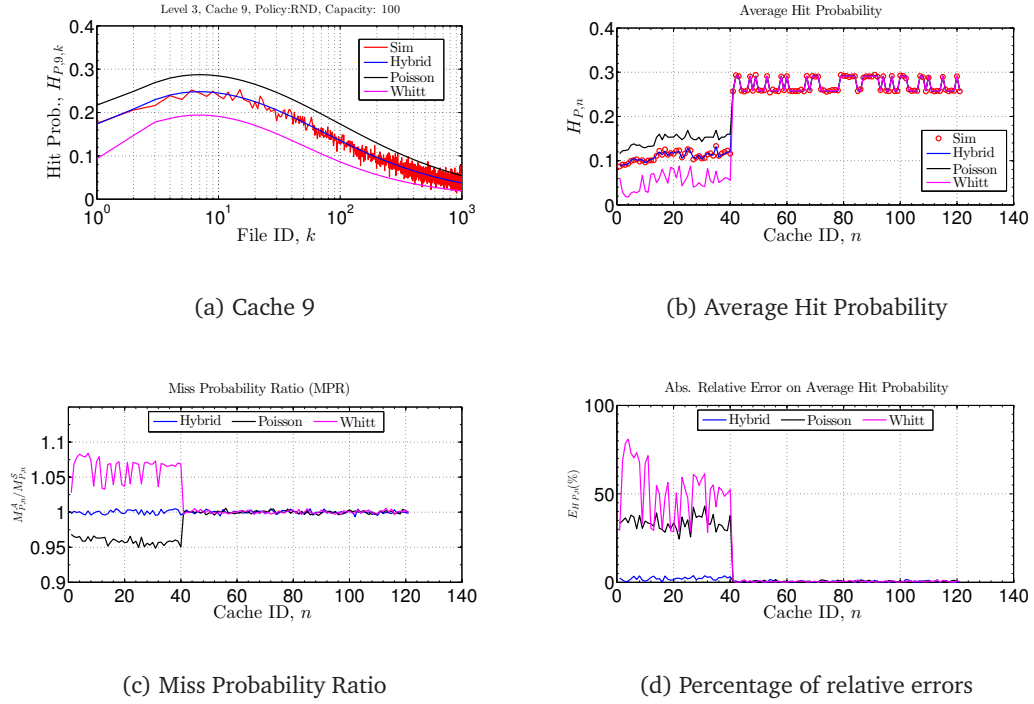 Level 3, Cache 9, Policy:RND, Capacity: 100
0.4
0.3
0.2
0.1
0
Hit Prob., H_{P,9,k}
Sim
Hybrid
Poisson
Whitt
10^0
10^1
10^2
10^3
File ID, k
(a) Cache 9
Average Hit Probability
0.4
0.3
0.2
0.1
0
H_{P,n}
Sim
Hybrid
Poisson
Whitt
0
20
40
60
80
100
120
140
Cache ID, n
(b) Average Hit Probability
Miss Probability Ratio (MPR)
Hybrid
Poisson
Whitt
1.1
1.05
1
0.95
0.9
M^A_{P,n}/M^S_{P,n}
0
20
40
60
80
100
120
140
Cache ID, n
(c) Miss Probability Ratio
Abs. Relative Error on Average Hit Probability
Hybrid
Poisson
Whitt
100
50
0
E_{H P,n}(%)
0
20
40
60
80
100
120
140
Cache ID, n
(d) Percentage of relative errors